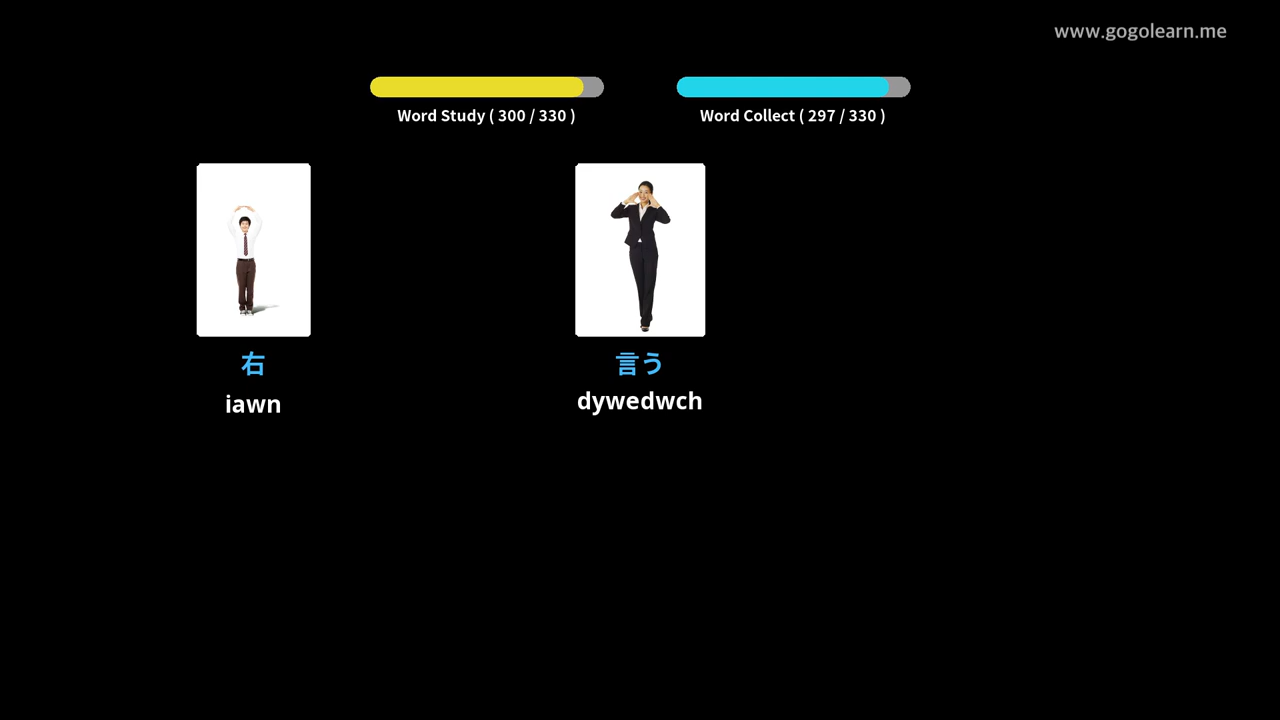 www.gogolearn.me
Word Study ( 300 / 330 )
Word Collect ( 297 / 330 )
右
言う
iawn
dywedwch